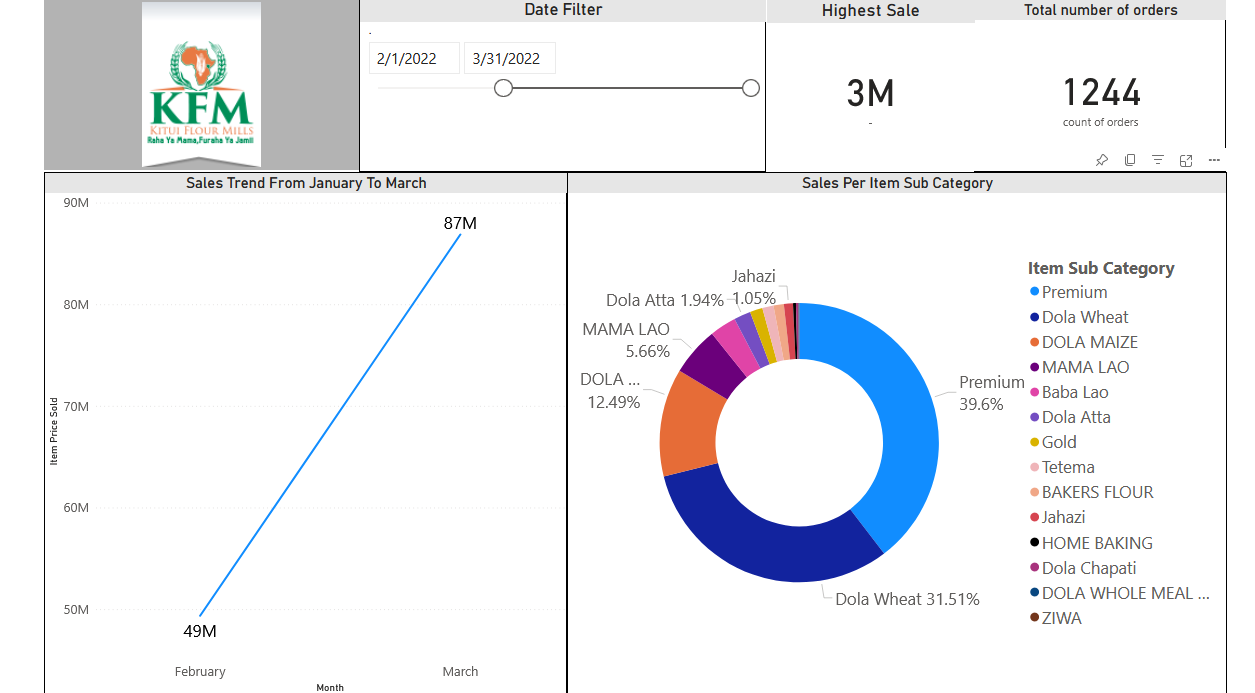 KFM
KITUI FLOUR MILLS
Raha Ya Mama,Furaha Ya Jamii
Date Filter
.
2/1/2022
3/31/2022
Highest Sale
3M
-
Total number of orders
1244
count of orders
Sales Trend From January To March
90M
80M
70M
60M
50M
Item Price Sold
87M
49M
February
March
Month
Sales Per Item Sub Category
Jahazi
1.05%
Dola Atta 1.94%
MAMA LAO
5.66%
DOLA ...
12.49%
Premium
39.6%
Dola Wheat 31.51%
Item Sub Category
Premium
Dola Wheat
DOLA MAIZE
MAMA LAO
Baba Lao
Dola Atta
Gold
Tetema
BAKERS FLOUR
Jahazi
HOME BAKING
Dola Chapati
DOLA WHOLE MEAL ...
ZIWA